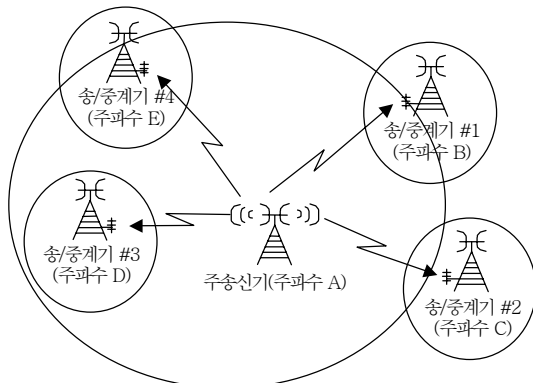 송/중계기 #4
(주파수 E)
송/중계기 #1
(주파수 B)
송/중계기 #3
(주파수 D)
주송신기(주파수 A)
송/중계기 #2
(주파수 C)